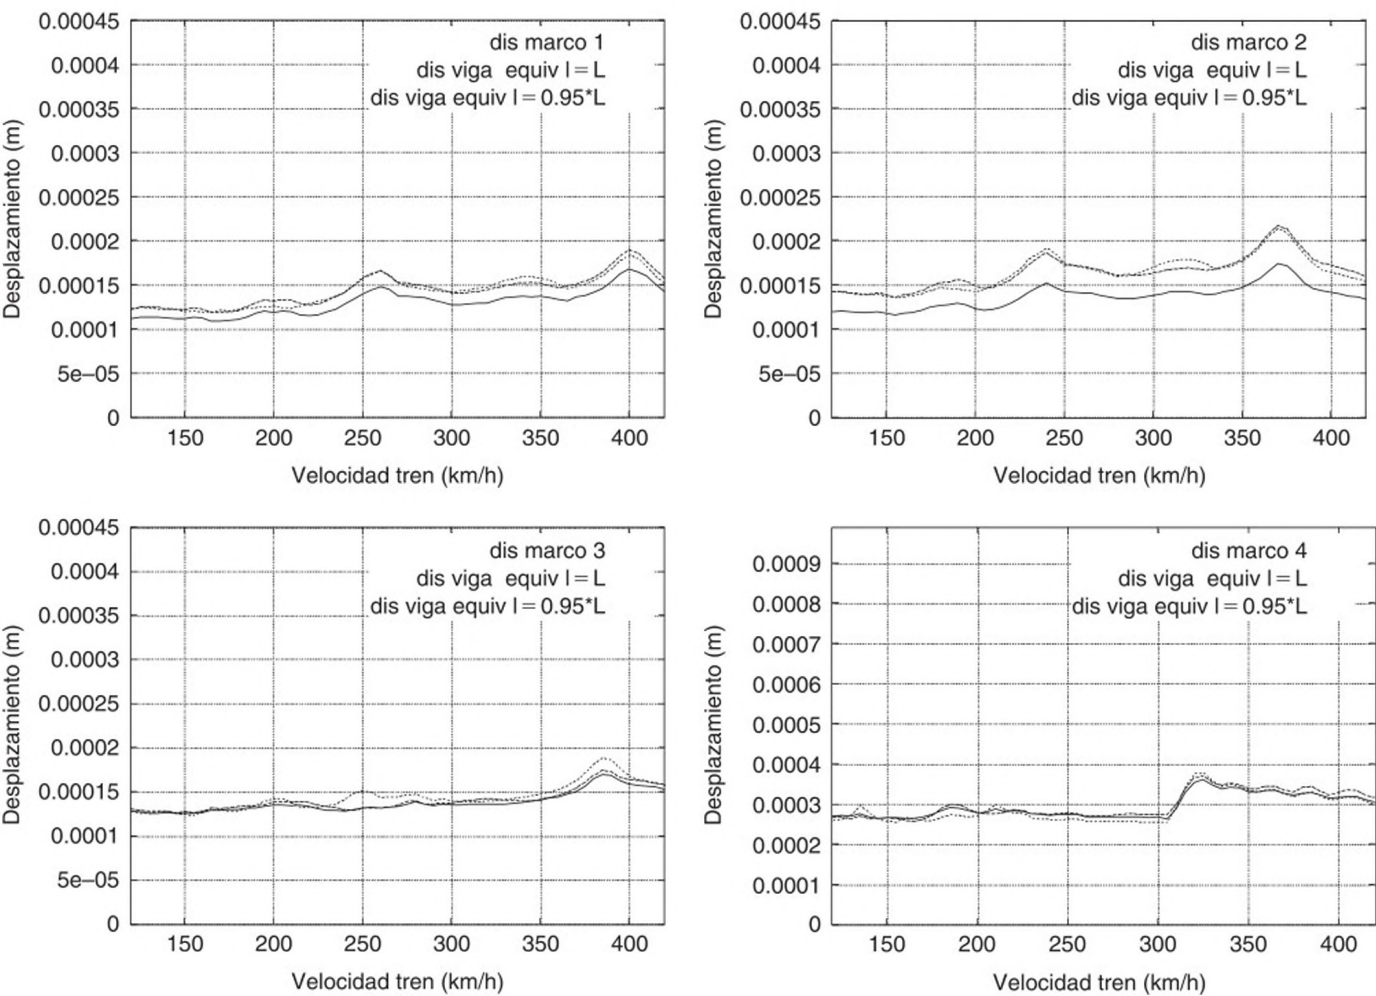 0.00045
0.0004
0.00035
0.0003
0.00025
0.0002
0.00015
0.0001
5e–05
0
Desplazamiento (m)
dis marco 1
dis viga equiv l = L
dis viga equiv l = 0.95*L
150 200 250 300 350 400
Velocidad tren (km/h)
0.00045
0.0004
0.00035
0.0003
0.00025
0.0002
0.00015
0.0001
5e–05
0
Desplazamiento (m)
dis marco 2
dis viga equiv l = L
dis viga equiv l = 0.95*L
150 200 250 300 350 400
Velocidad tren (km/h)
0.00045
0.0004
0.00035
0.0003
0.00025
0.0002
0.00015
0.0001
5e–05
0
Desplazamiento (m)
dis marco 3
dis viga equiv l = L
dis viga equiv l = 0.95*L
150 200 250 300 350 400
Velocidad tren (km/h)
0.0009
0.0008
0.0007
0.0006
0.0005
0.0004
0.0003
0.0002
0.0001
0
Desplazamiento (m)
dis marco 4
dis viga equiv l = L
dis viga equiv l = 0.95*L
150 200 250 300 350 400
Velocidad tren (km/h)